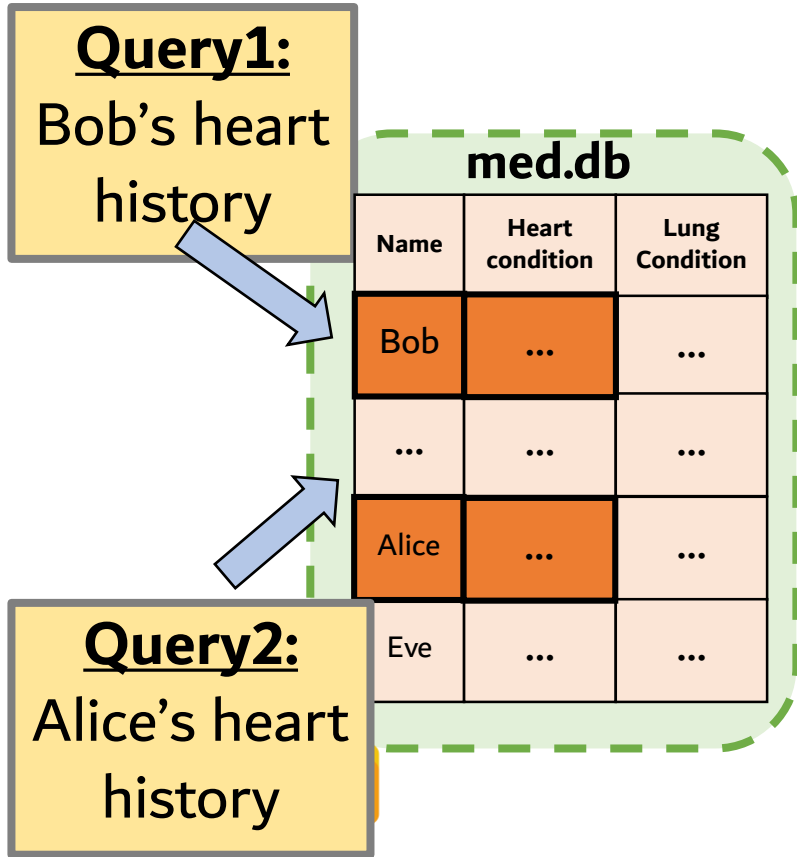 Query1:
Bob’s heart
history
med.db
Name
Heart
condition
Lung
Condition
Bob
...
...
...
...
...
Alice
...
...
Eve
...
...
Query2:
Alice’s heart
history